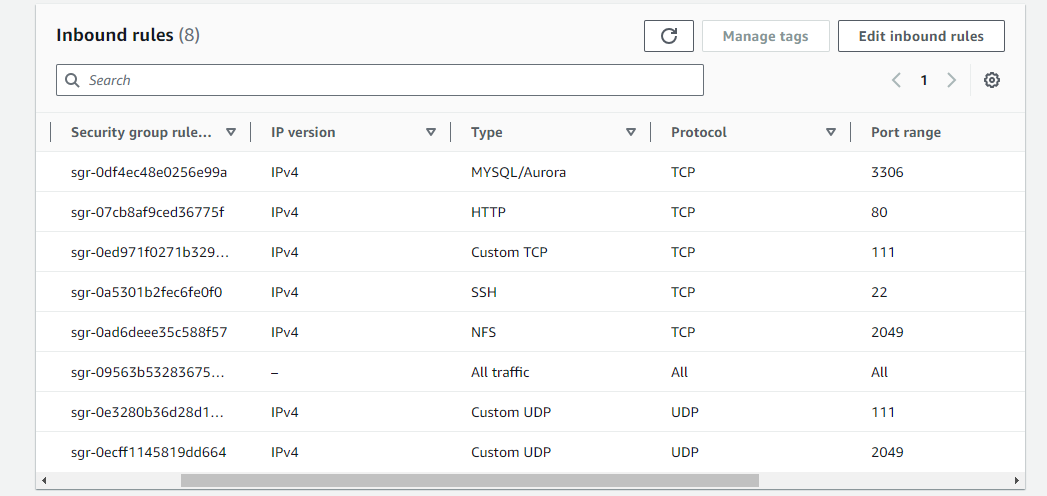 Inbound rules (8)
Manage tags
Edit inbound rules
Search
1
Security group rule... IP version Type Protocol Port range
sgr-0df4ec48e0256e99a IPv4 MYSQL/Aurora TCP 3306
sgr-07cb8af9ced36775f IPv4 HTTP TCP 80
sgr-0ed971f0271b329... IPv4 Custom TCP TCP 111
sgr-0a5301b2fec6fe0f0 IPv4 SSH TCP 22
sgr-0ad6deee35c588f57 IPv4 NFS TCP 2049
sgr-09563b53283675... – All traffic All All
sgr-0e3280b36d28d1... IPv4 Custom UDP UDP 111
sgr-0ecff1145819dd664 IPv4 Custom UDP UDP 2049